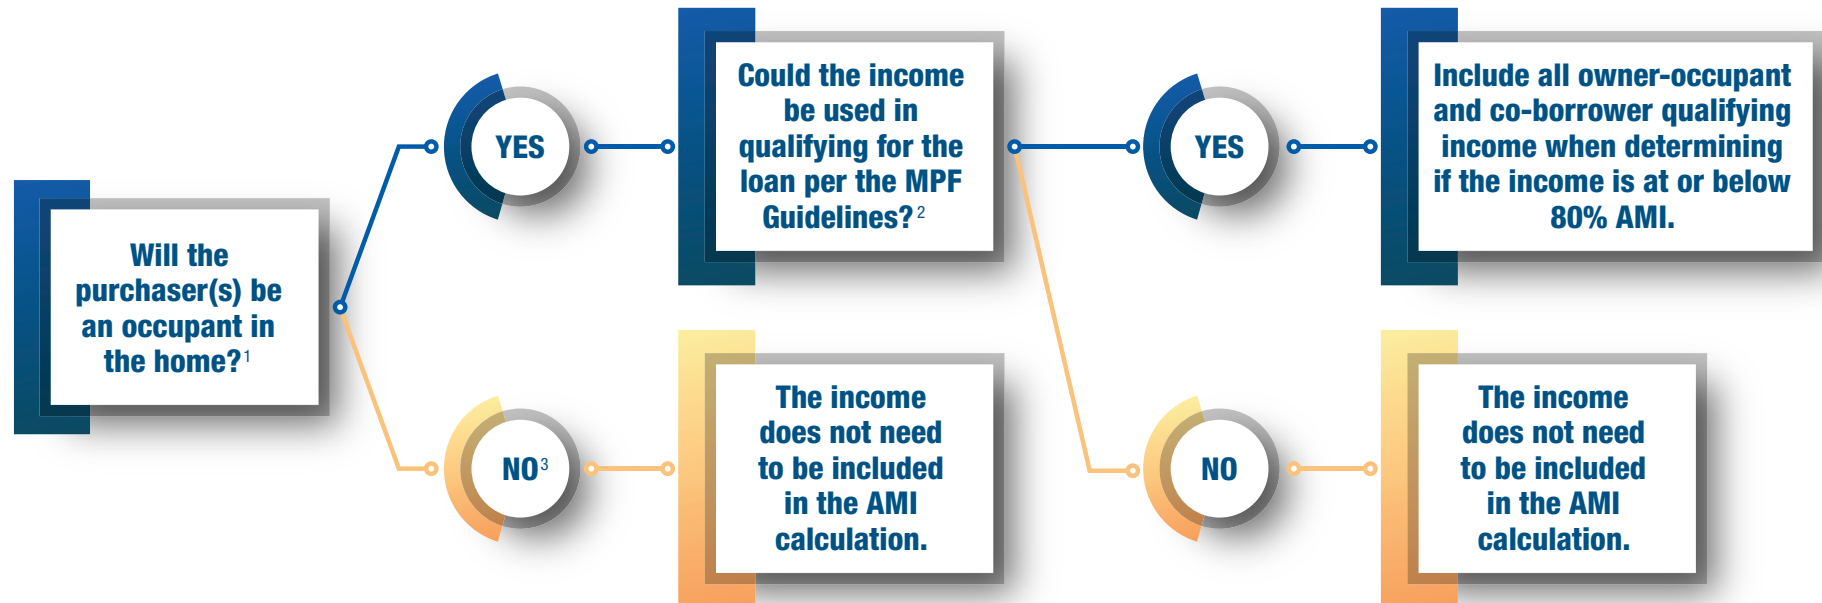 Will the
purchaser(s) be
an occupant in
the home?1
YES
Could the income
be used in
qualifying for the
loan per the MPF
Guidelines?2
YES
Include all owner-occupant
and co-borrower qualifying
income when determining
if the income is at or below
80% AMI.
NO3
The income
does not need
to be included
in the AMI
calculation.
NO
The income
does not need
to be included
in the AMI
calculation.